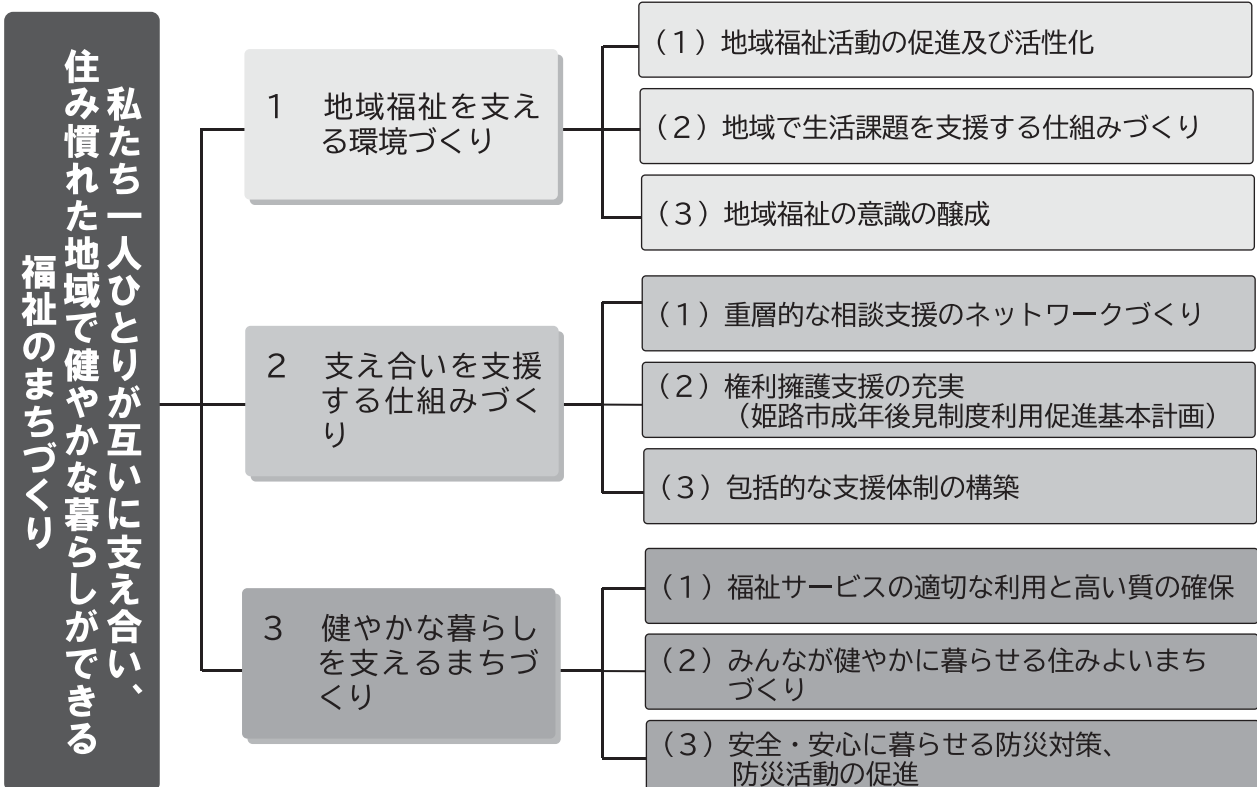 私たち一人ひとりが互いに支え合い、
住み慣れた地域で健やかな暮らしができる
福祉のまちづくり
1 地域福祉を支え
る環境づくり
（1）地域福祉活動の促進及び活性化
（2）地域で生活課題を支援する仕組みづくり
（3）地域福祉の意識の醸成
2 支え合いを支援
する仕組みづく
り
（1）重層的な相談支援のネットワークづくり
（2）権利擁護支援の充実
（姫路市成年後見制度利用促進基本計画）
（3）包括的な支援体制の構築
3 健やかな暮らし
を支えるまちづ
くり
（1）福祉サービスの適切な利用と高い質の確保
（2）みんなが健やかに暮らせる住みよいまち
づくり
（3）安全・安心に暮らせる防災対策、
防災活動の促進